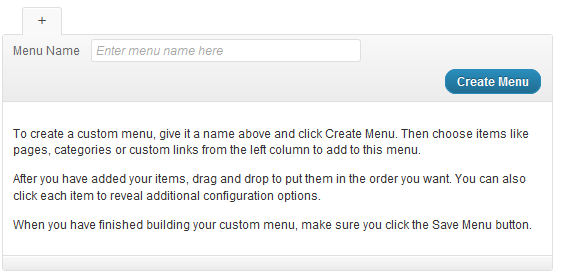 +
Menu Name Enter menu name here
Create Menu
To create a custom menu, give it a name above and click Create Menu. Then choose items like
pages, categories or custom links from the left column to add to this menu.
After you have added your items, drag and drop to put them in the order you want. You can also
click each item to reveal additional configuration options.
When you have finished building your custom menu, make sure you click the Save Menu button.